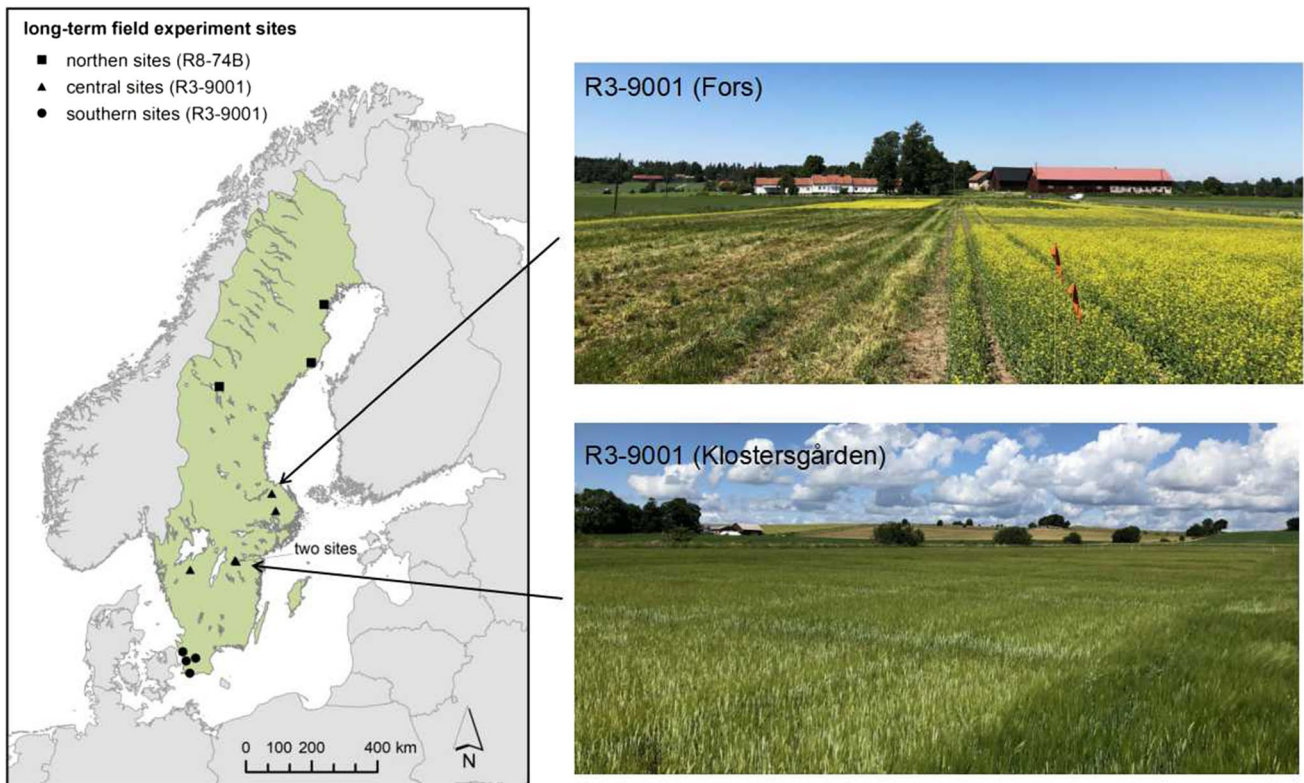 long-term field experiment sites
northen sites (R8-74B)
central sites (R3-9001)
southern sites (R3-9001)
two sites
0 100 200 400 km
N
R3-9001 (Fors)
R3-9001 (Klostersgården)